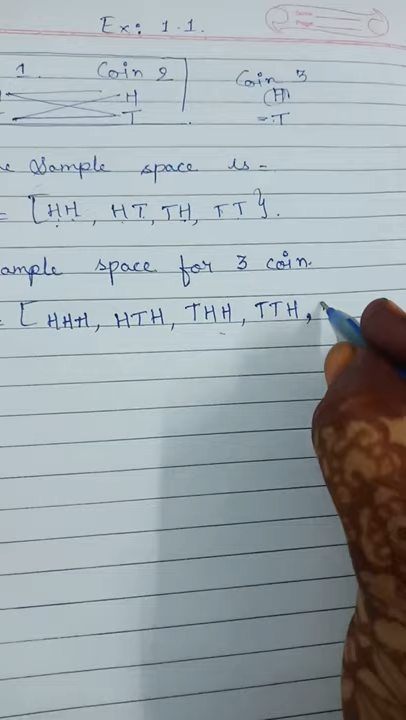 Ex: 1.1.
1. Coin 2 Coin 3
H (H)
T =T
Sample space is -
= [HH, HT, TH, TT}.
ample space for 3 coin.
= [ HHH, HTH, THH, TTH,